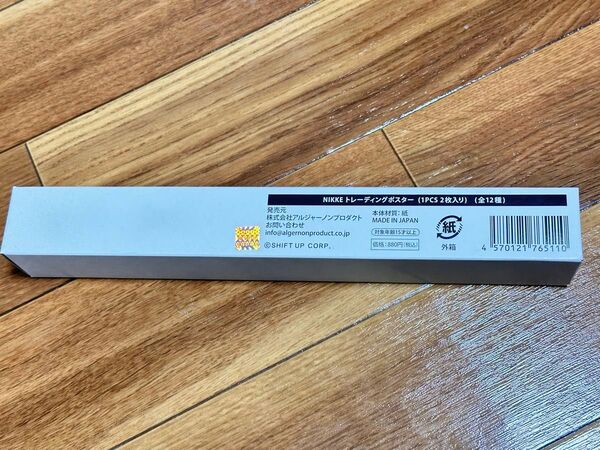 NIKKE トレーディングポスター (1PCS 2枚入り) (全12種)
発売元
株式会社アルジャーノンプロダクト
お問い合わせ
info@algernonproduct.co.jp
©SHIFT UP CORP.
本体材質:紙
MADE IN JAPAN
対象年齢15才以上
価格:880円(税込)
紙
外箱
4 570121 765110